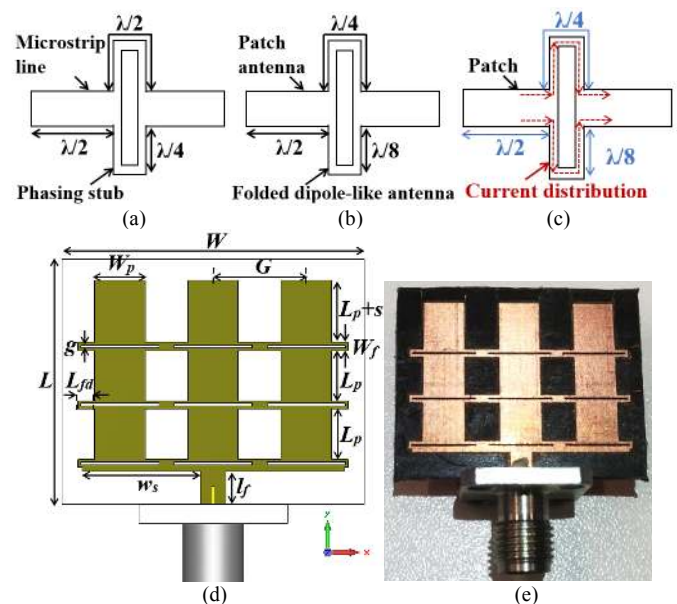 λ/2
Microstrip
line
λ/2
λ/4
Phasing stub
(a)
λ/4
Patch
antenna
λ/2
λ/8
Folded dipole-like antenna
(b)
λ/4
Patch
λ/2
λ/8
Current distribution
(c)
W
Wp
G
Lp+s
g
Wf
L
Lfd
Lp
Lp
ws
lf
y
z
x
(d)
(e)